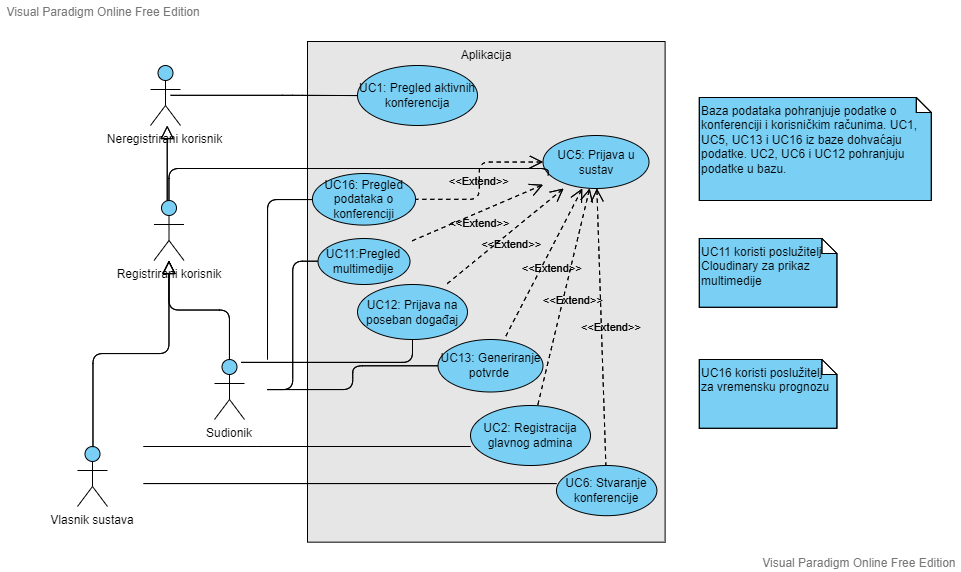 Visual Paradigm Online Free Edition
Aplikacija
UC1: Pregled aktivnih
konferencija
Neregistrirani korisnik
UC5: Prijava u
sustav
UC16: Pregled
podataka o
konferenciji
<<Extend>>
<<Extend>>
UC11:Pregled
multimedije
<<Extend>>
Registrirani korisnik
<<Extend>>
UC12: Prijava na
poseban događaj
<<Extend>>
<<Extend>>
UC13: Generiranje
potvrde
Sudionik
UC2: Registracija
glavnog admina
UC6: Stvaranje
konferencije
Vlasnik sustava
Baza podataka pohranjuje podatke o
konferenciji i korisničkim računima. UC1,
UC5, UC13 i UC16 iz baze dohvaćaju
podatke. UC2, UC6 i UC12 pohranjuju
podatke u bazu.
UC11 koristi poslužitelj
Cloudinary za prikaz
multimedije
UC16 koristi poslužitelj
za vremensku prognozu
Visual Paradigm Online Free Edition